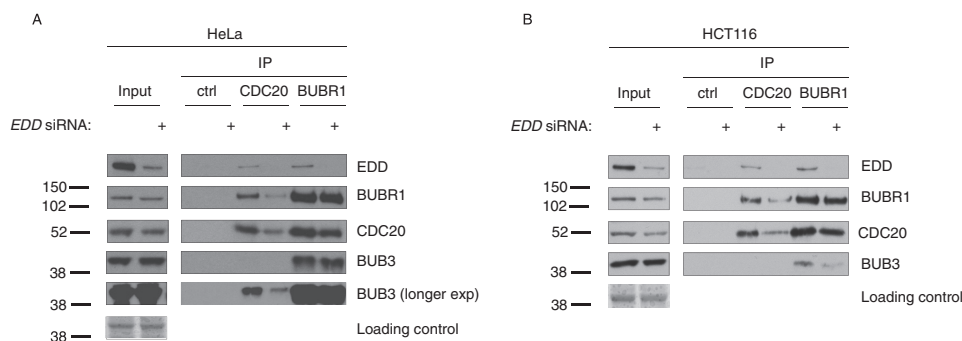 A
HeLa
IP
Input ctrl CDC20 BUBR1
EDD siRNA: + + + +
EDD
150
BUBR1
102
52 CDC20
BUB3
38
BUB3 (longer exp)
38
Loading control
38
B
HCT116
IP
Input ctrl CDC20 BUBR1
EDD siRNA: + + + +
EDD
150
BUBR1
102
52 CDC20
BUB3
38
Loading control
38